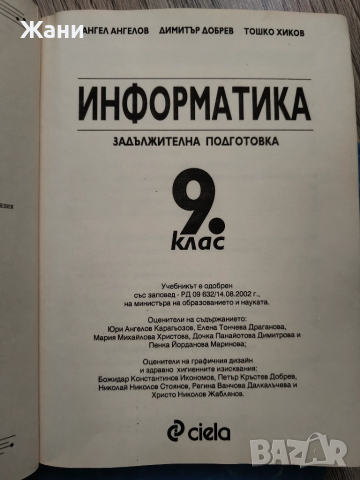 Жани
АНГЕЛ АНГЕЛОВ ДИМИТЪР ДОБРЕВ ТОШКО ХИКОВ
ИНФОРМАТИКА
ЗАДЪЛЖИТЕЛНА ПОДГОТОВКА
9.
клас
Учебникът е одобрен
със заповед - РД 09 632/14.08.2002 г.,
на министъра на образованието и науката.
Оценители на съдържанието:
Юри Ангелов Карагьозов, Елена Тончева Драганова,
Мария Михайлова Христова, Дочка Панайотова Димитрова и
Пенка Йорданова Маринова;
Оценители на графичния дизайн
и здравно хигиенните изисквания:
Божидар Константинов Икономов, Петър Кръстев Добрев,
Николай Николов Стоянов, Регина Ванчова Далкалъчева и
Христо Николов Жаблянов.
ciela
BAZAR